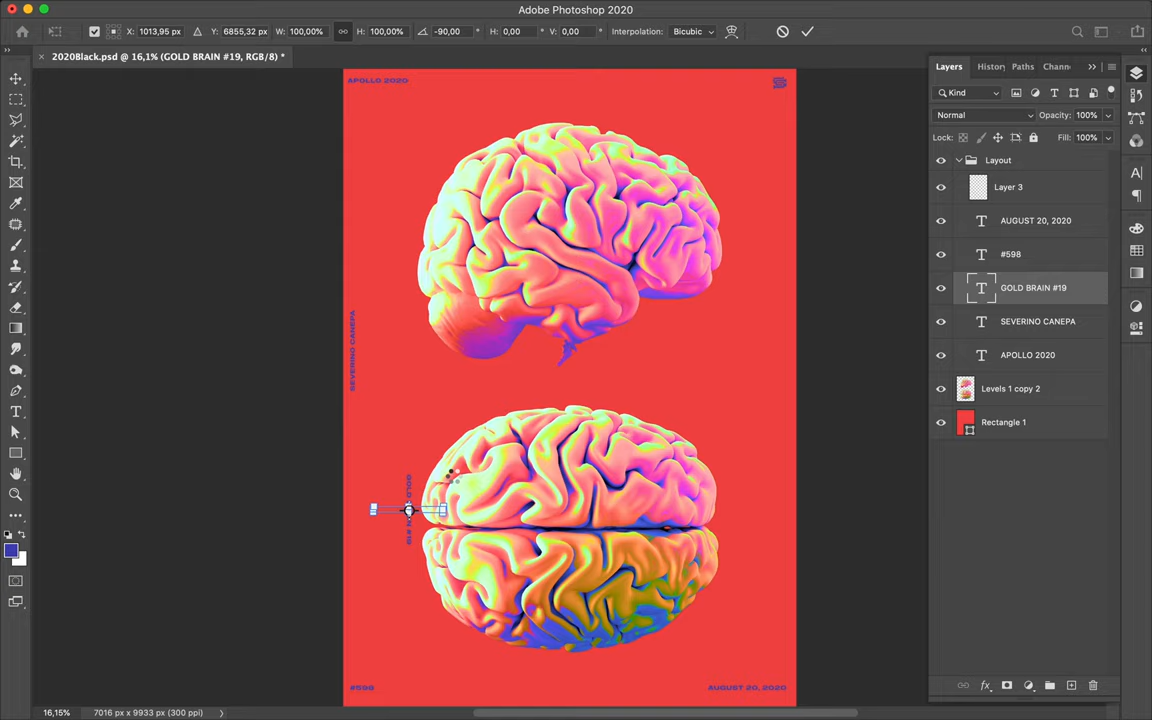 Adobe Photoshop 2020
X: 1013,95 px
Y: 6855,32 px
W: 100,00%
H: 100,00%
-90,00 °
H: 0,00 °
V: 0,00 °
Interpolation: Bicubic
2020Black.psd @ 16,1% (GOLD BRAIN #19, RGB/8) *
APOLLO 2020
SEVERINO CANEPA
#598
AUGUST 20, 2020
Layers
History
Paths
Chann
Kind
Normal
Opacity: 100%
Lock:
Fill: 100%
Layout
Layer 3
AUGUST 20, 2020
#598
GOLD BRAIN #19
SEVERINO CANEPA
APOLLO 2020
Levels 1 copy 2
Rectangle 1
16,15%
7016 px x 9933 px (300 ppi)